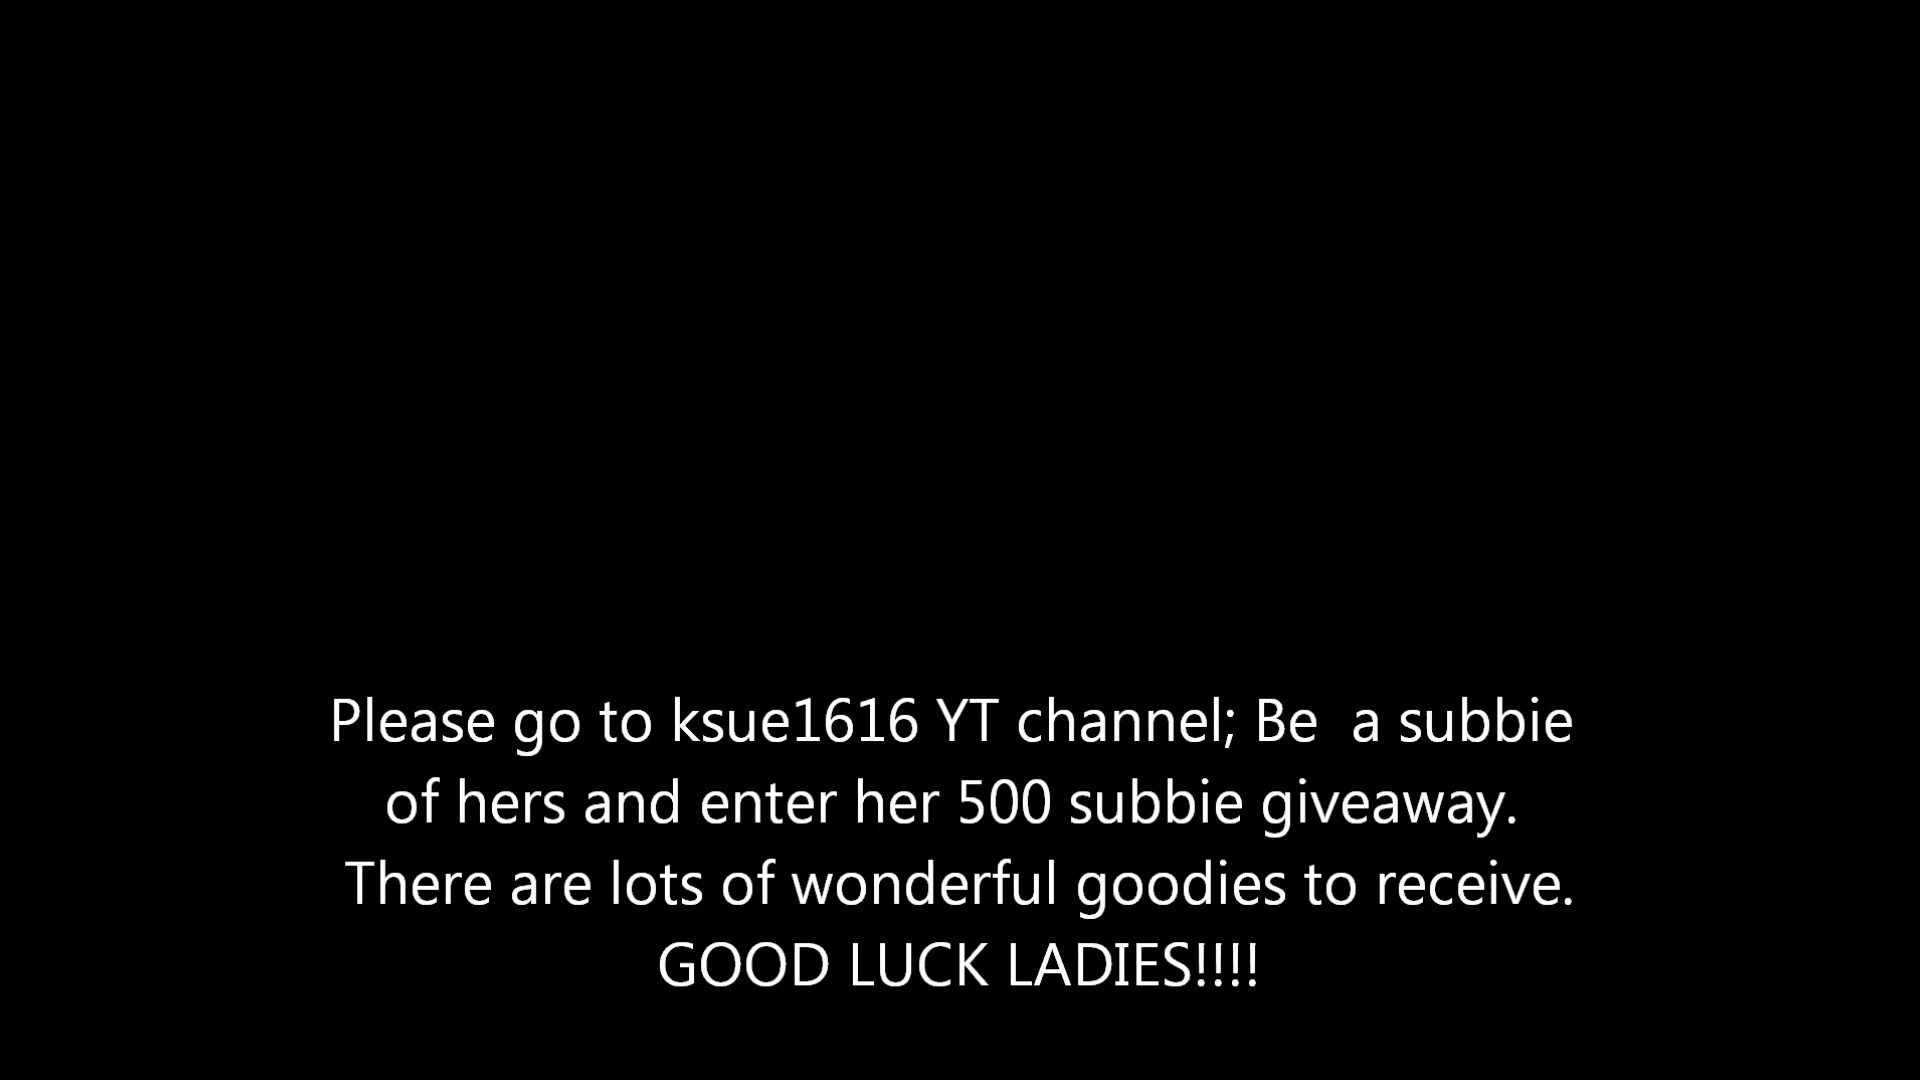 Please go to ksue1616 YT channel; Be  a subbie
of hers and enter her 500 subbie giveaway.
There are lots of wonderful goodies to receive.
GOOD LUCK LADIES!!!!